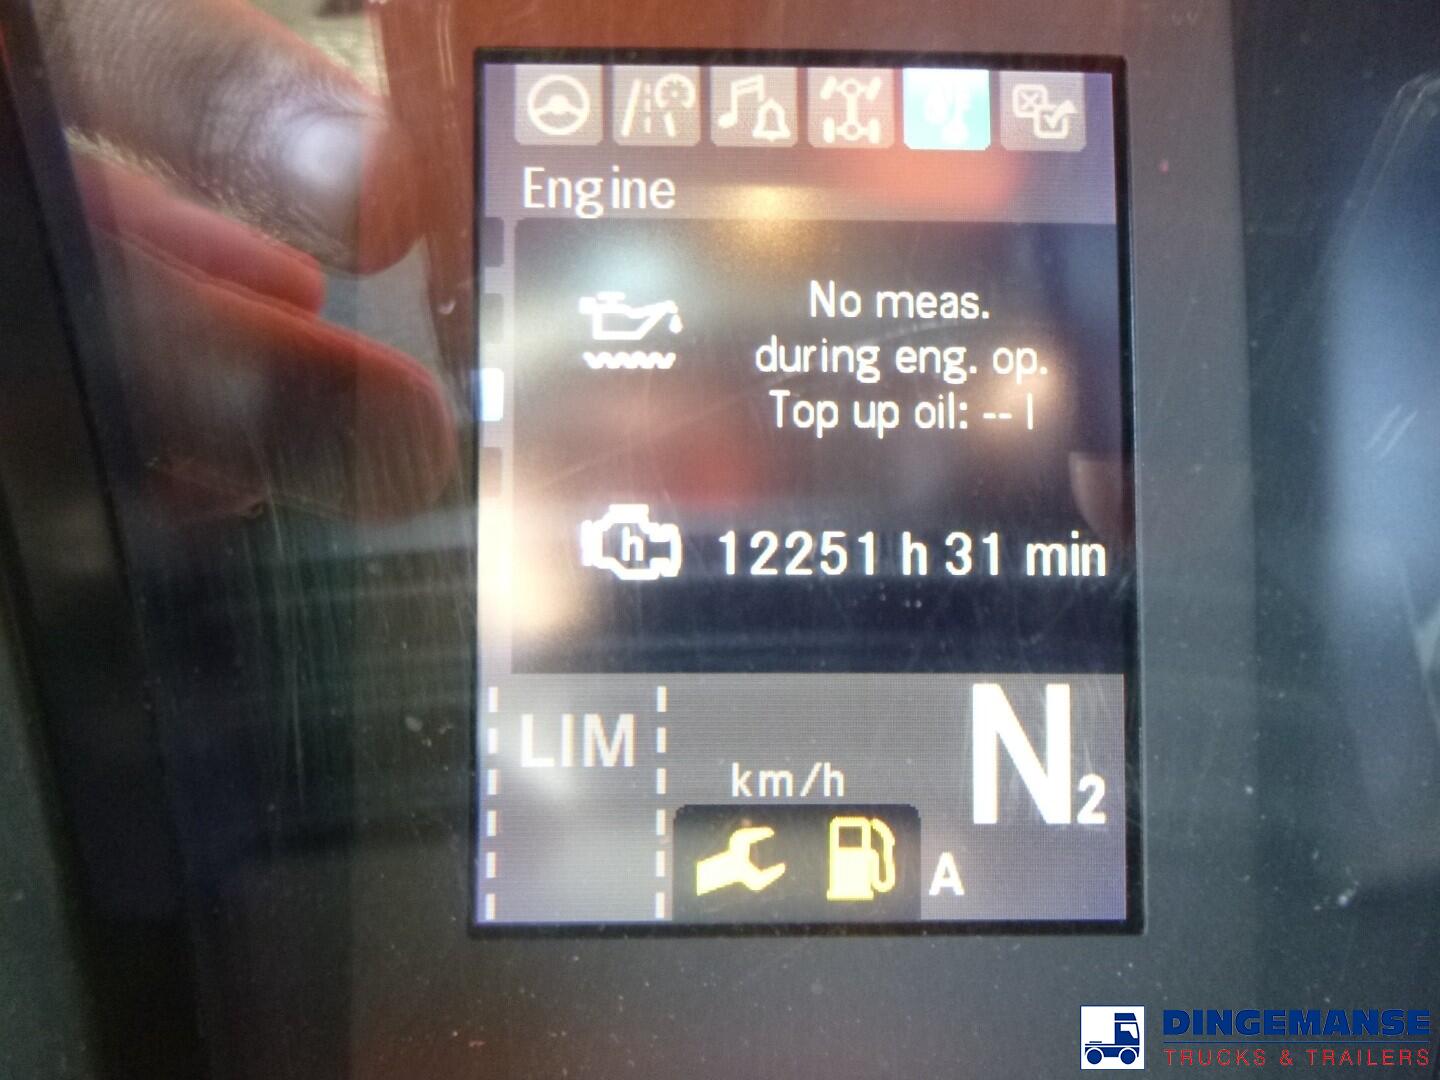 Engine
No meas.
during eng. op.
Top up oil: -- l
h
12251 h 31 min
LIM
km/h
N2
A
DINGEMANSE
TRUCKS & TRAILERS